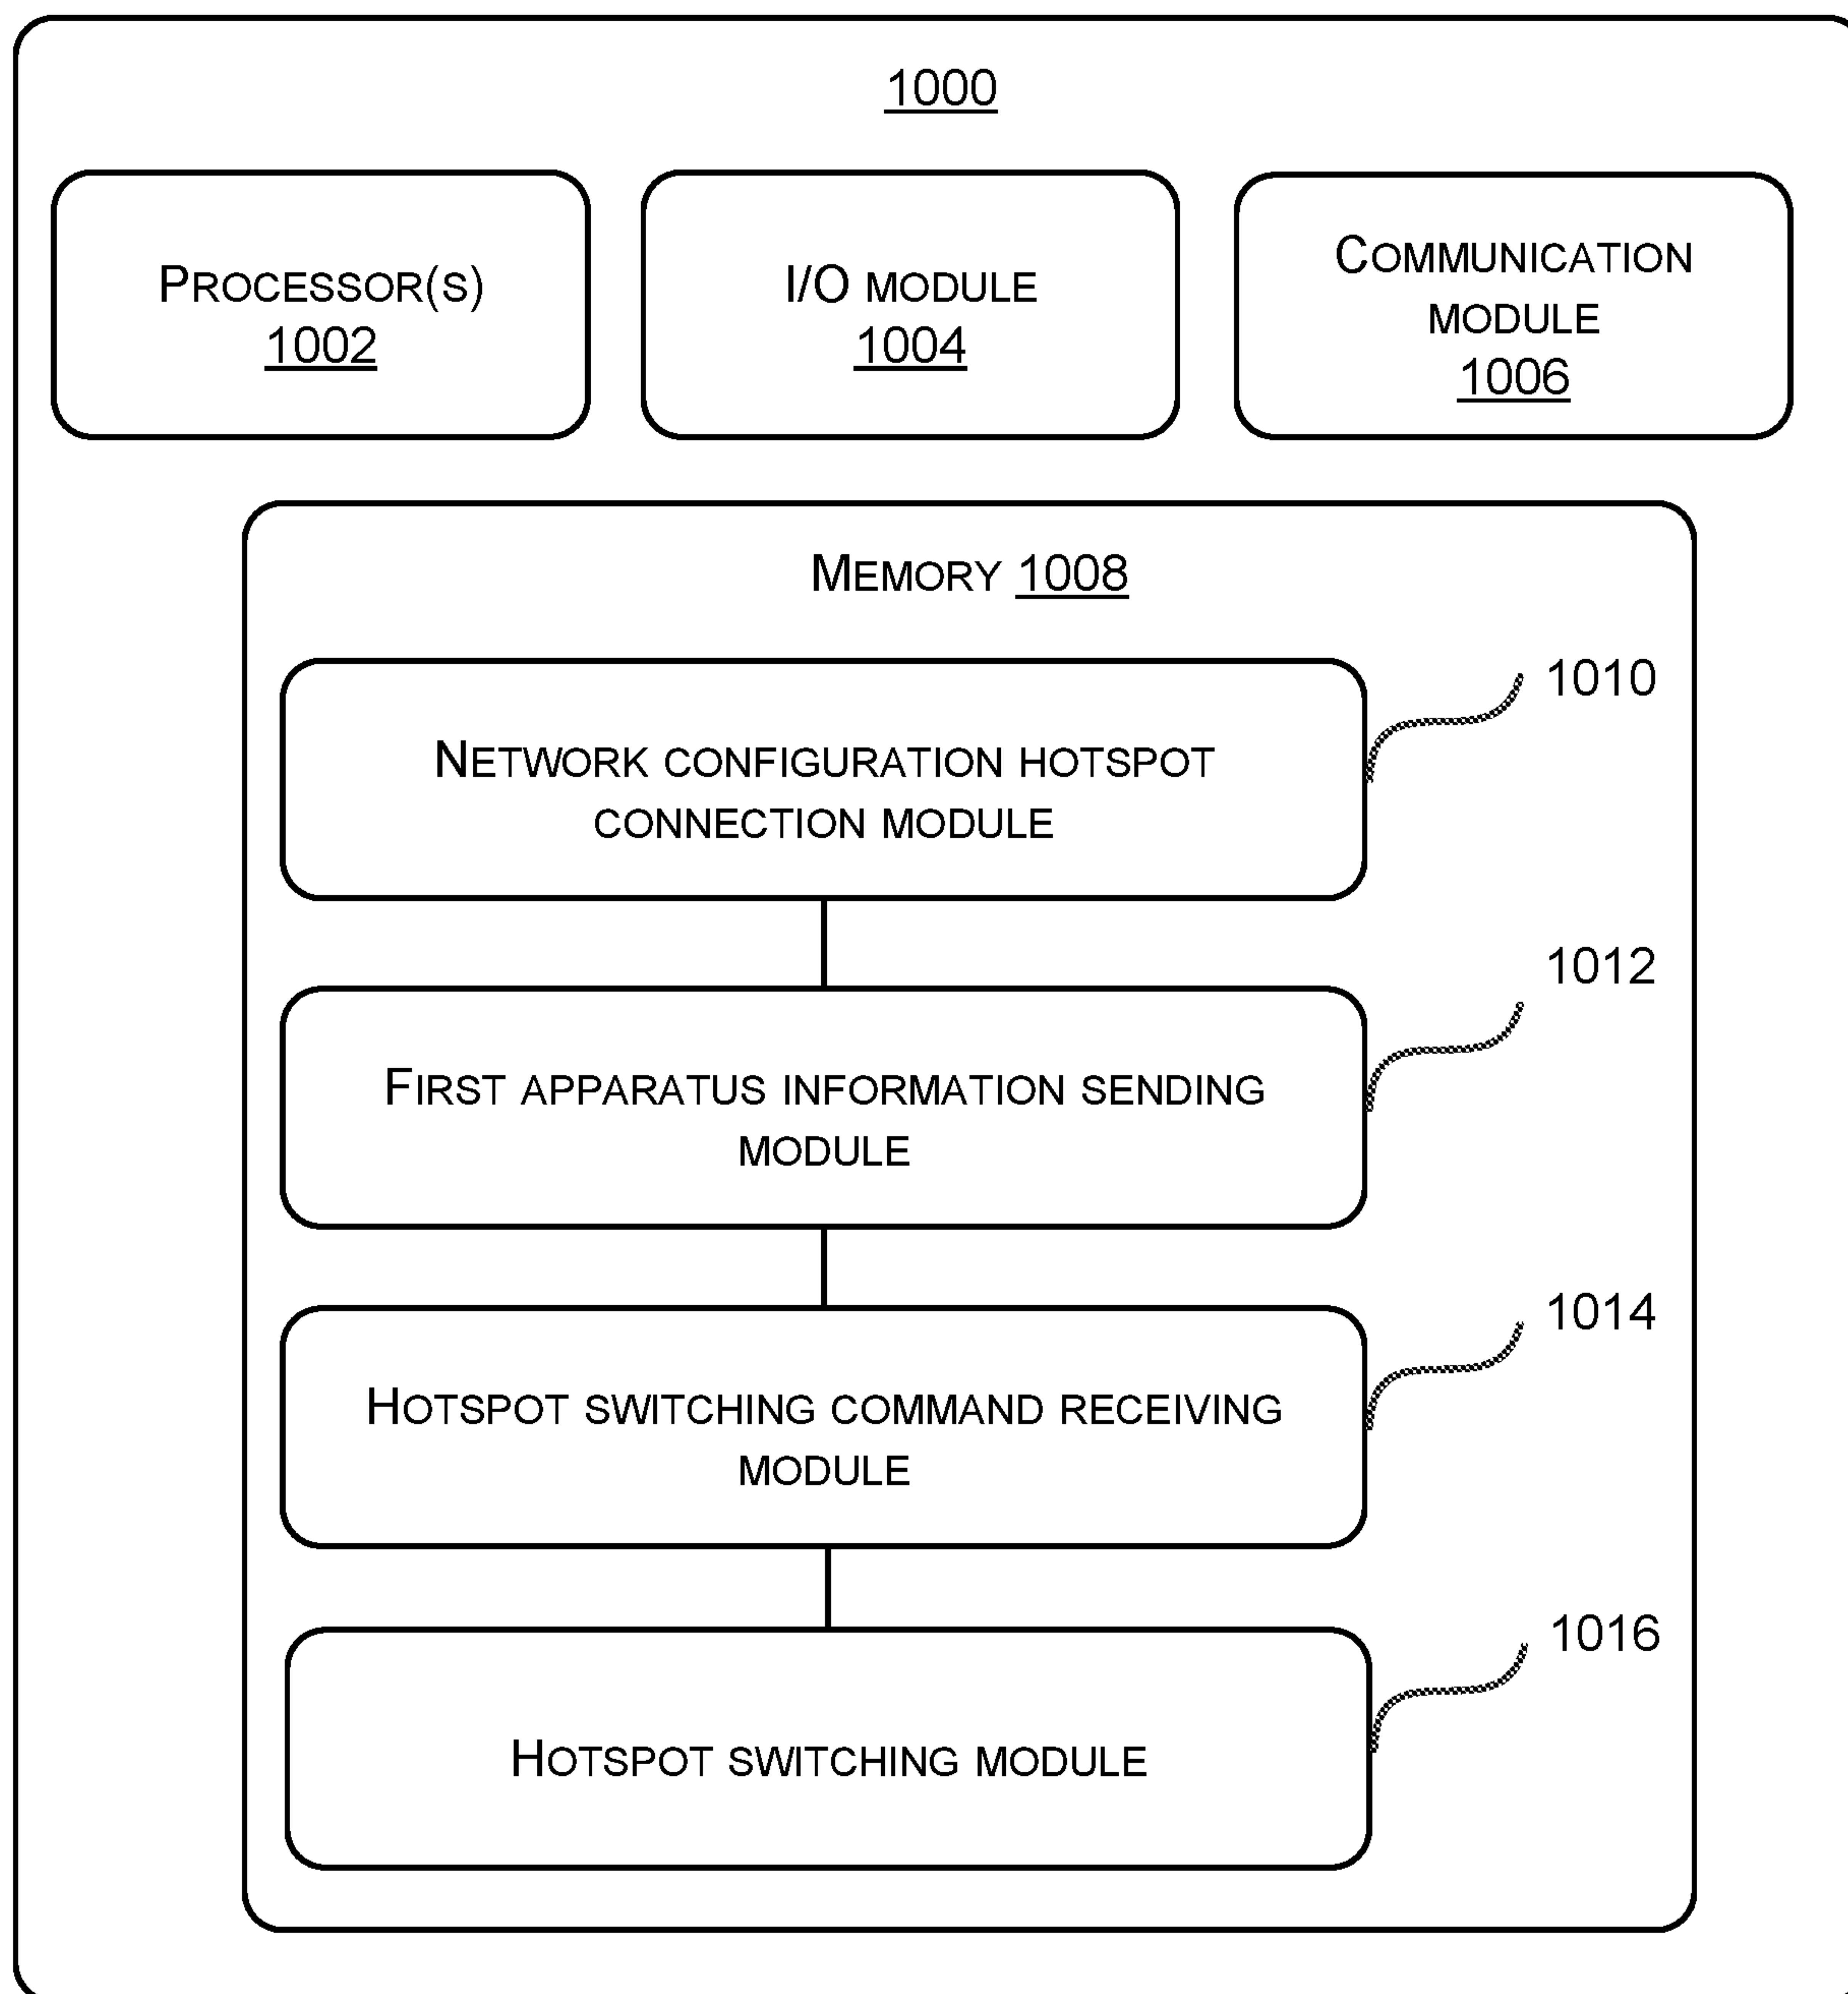 1000
PROCESSOR(S)
1002
I/O MODULE
1004
COMMUNICATION
MODULE
1006
MEMORY 1008
NETWORK CONFIGURATION HOTSPOT
CONNECTION MODULE
1010
FIRST APPARATUS INFORMATION SENDING
MODULE
1012
HOTSPOT SWITCHING COMMAND RECEIVING
MODULE
1014
HOTSPOT SWITCHING MODULE
1016